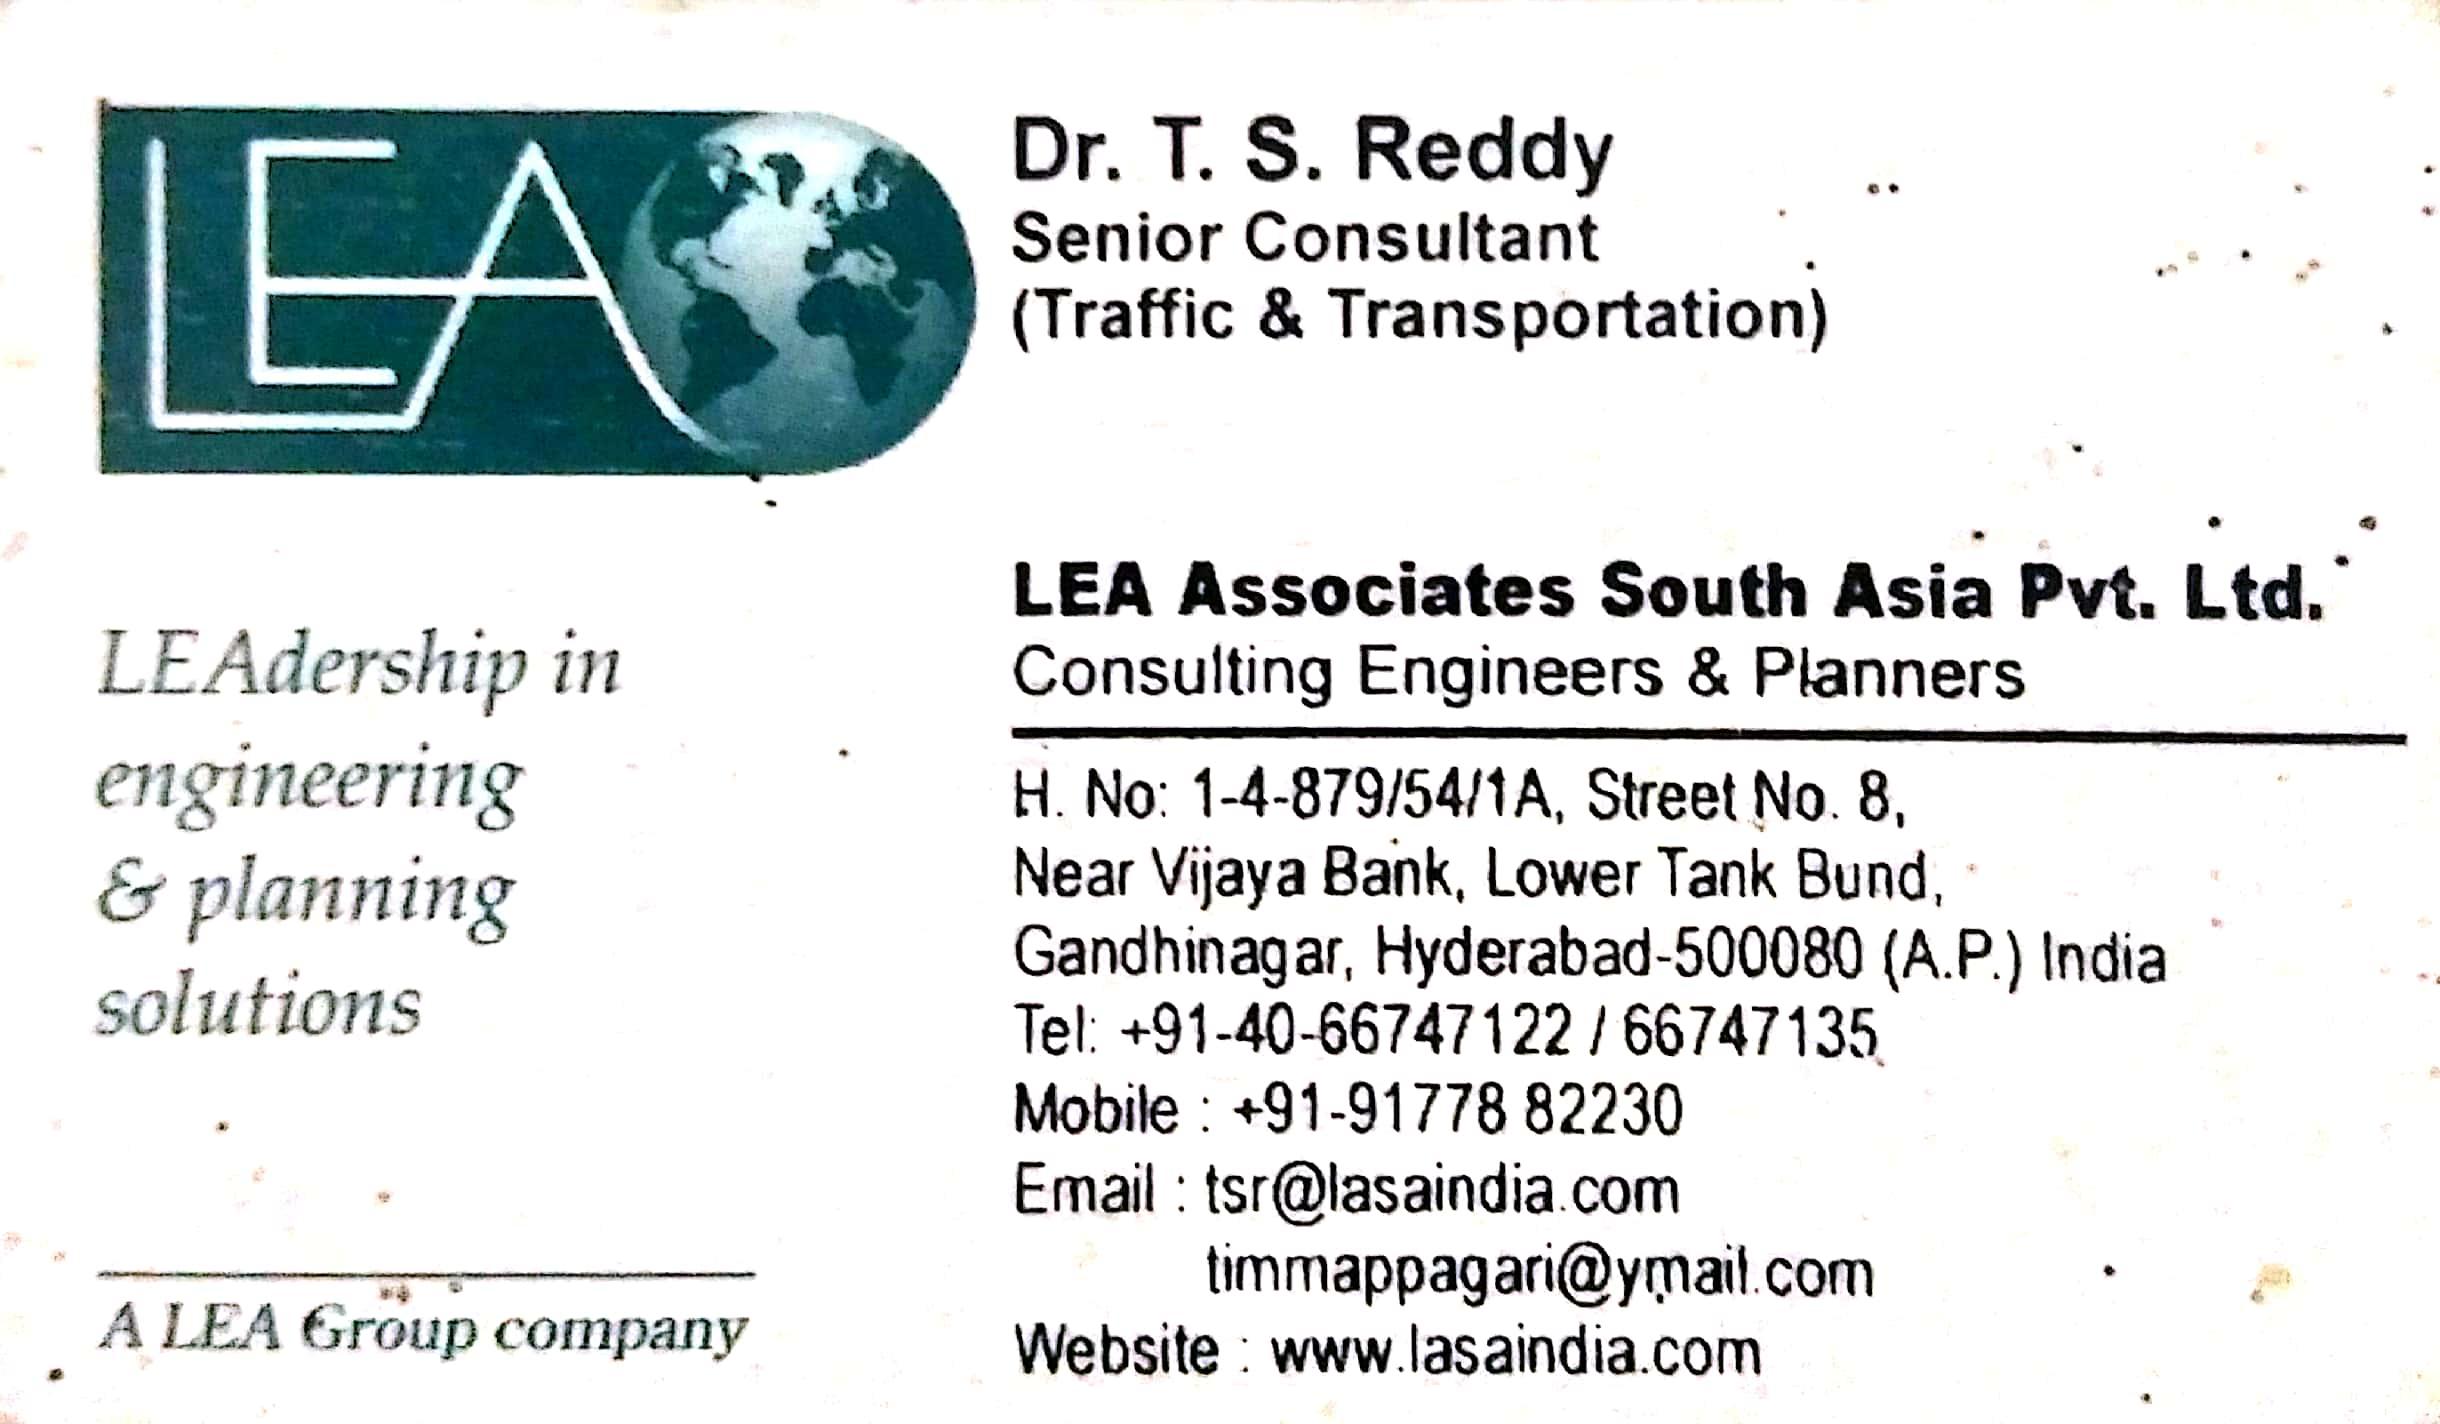 LEA
Dr. T. S. Reddy
Senior Consultant
(Traffic & Transportation)
LEAdership in
engineering
& planning
solutions
A LEA Group company
LEA Associates South Asia Pvt. Ltd.
Consulting Engineers & Planners
H. No: 1-4-879/54/1A, Street No. 8,
Near Vijaya Bank, Lower Tank Bund,
Gandhinagar, Hyderabad-500080 (A.P.) India
Tel: +91-40-66747122 / 66747135
Mobile : +91-91778 82230
Email : tsr@lasaindia.com
timmappagari@ymail.com
Website : www.lasaindia.com